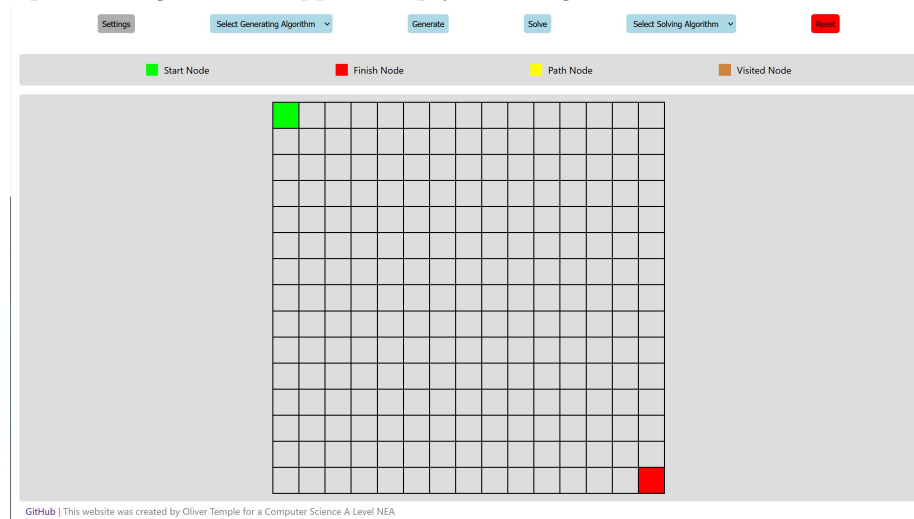 Settings
Select Generating Algorithm
Generate
Solve
Select Solving Algorithm
Reset
Start Node
Finish Node
Path Node
Visited Node
GitHub | This website was created by Oliver Temple for a Computer Science A Level NEA